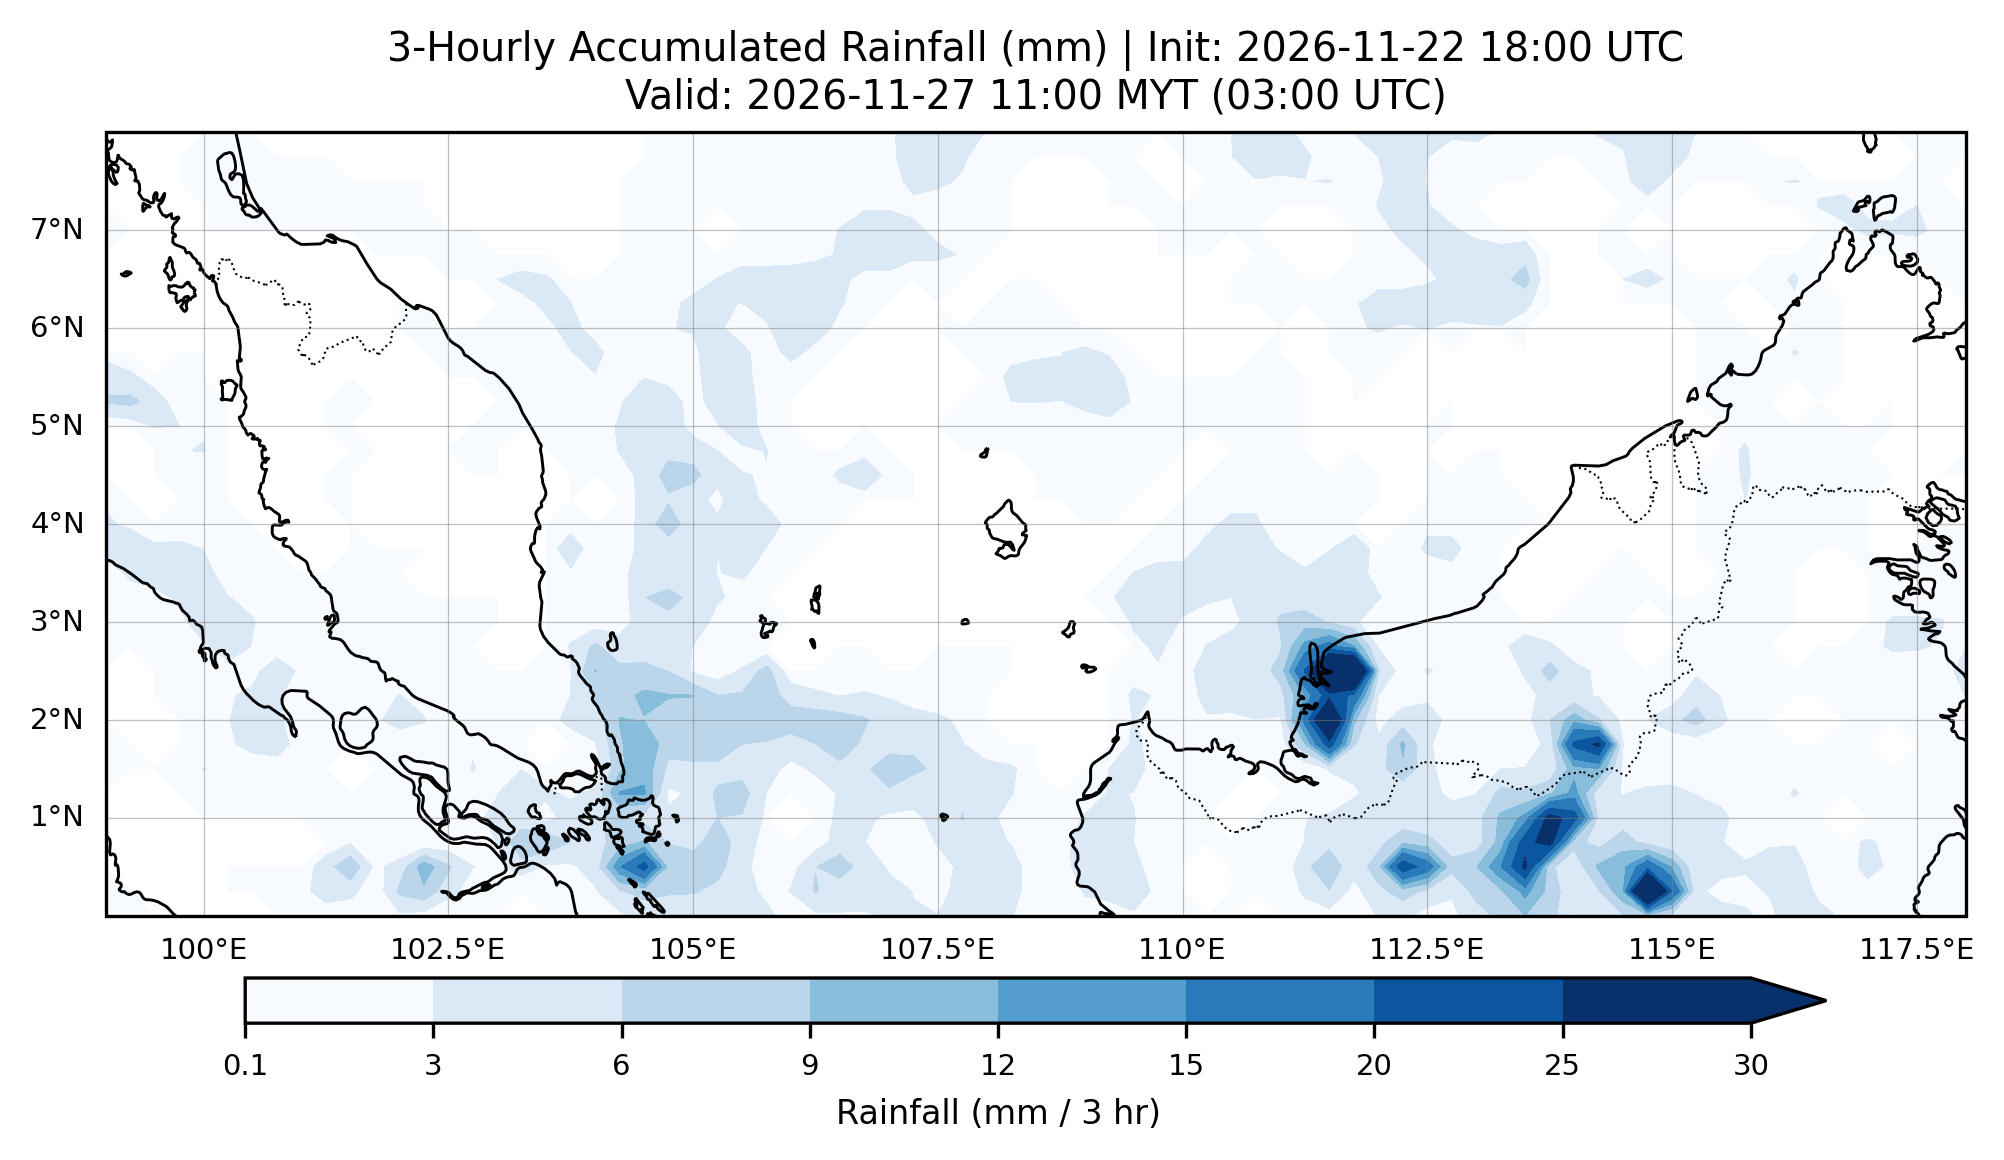 3-Hourly Accumulated Rainfall (mm) | Init: 2026-11-22 18:00 UTC
Valid: 2026-11-27 11:00 MYT (03:00 UTC)
7°N
6°N
5°N
4°N
3°N
2°N
1°N
100°E 102.5°E 105°E 107.5°E 110°E 112.5°E 115°E 117.5°E
0.1 3 6 9 12 15 20 25 30
Rainfall (mm / 3 hr)